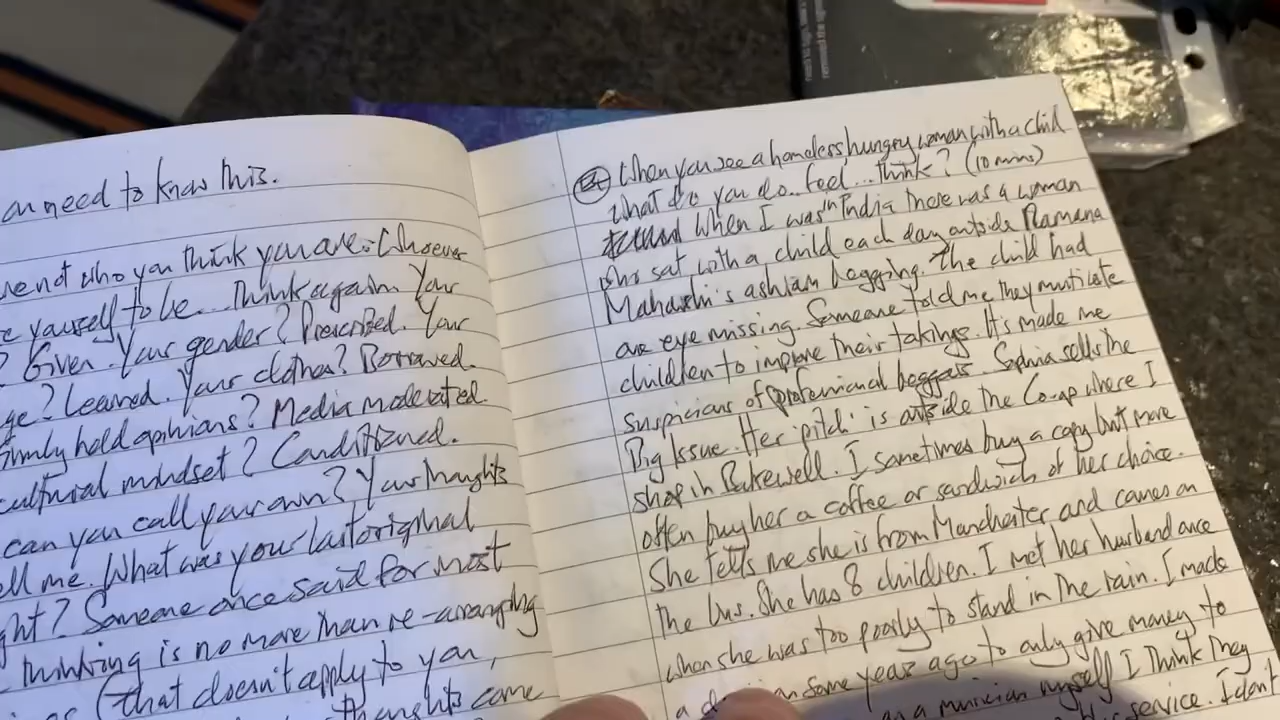 an need to know this.
not who you think you are. Whoever
yourself to be... Think again. Your
? Given. Your gender? Prescribed. Your
ge? Learned. Your clothes? Borrowed.
firmly held opinions? Media moderated.
cultural mindset? Conditioned.
can you call your own? Your thoughts
ell me. What was your last original
ght? Someone once said for most
thinking is no more than re-arranging
(that doesn't apply to you,
thoughts come
When you see a homeless hungry woman with a child
what do you do.. feel... think? (10 mins)
When I was in India there was a woman
who sat with a child each day outside Ramana
Maharshi's ashram begging. The child had
one eye missing. Someone told me they mutilate
children to improve their takings. It's made me
suspicious of professional beggars. Sylvia sells the
Big Issue. Her 'pitch' is outside the Co-op where I
shop in Bakewell. I sometimes buy a copy but more
often buy her a coffee or sandwich of her choice.
She tells me she is from Manchester and comes on
the bus. She has 8 children. I met her husband once
when she was too poorly to stand in the rain. I made
a some years ago to only give money to
as a musician myself I think they
service. I don't